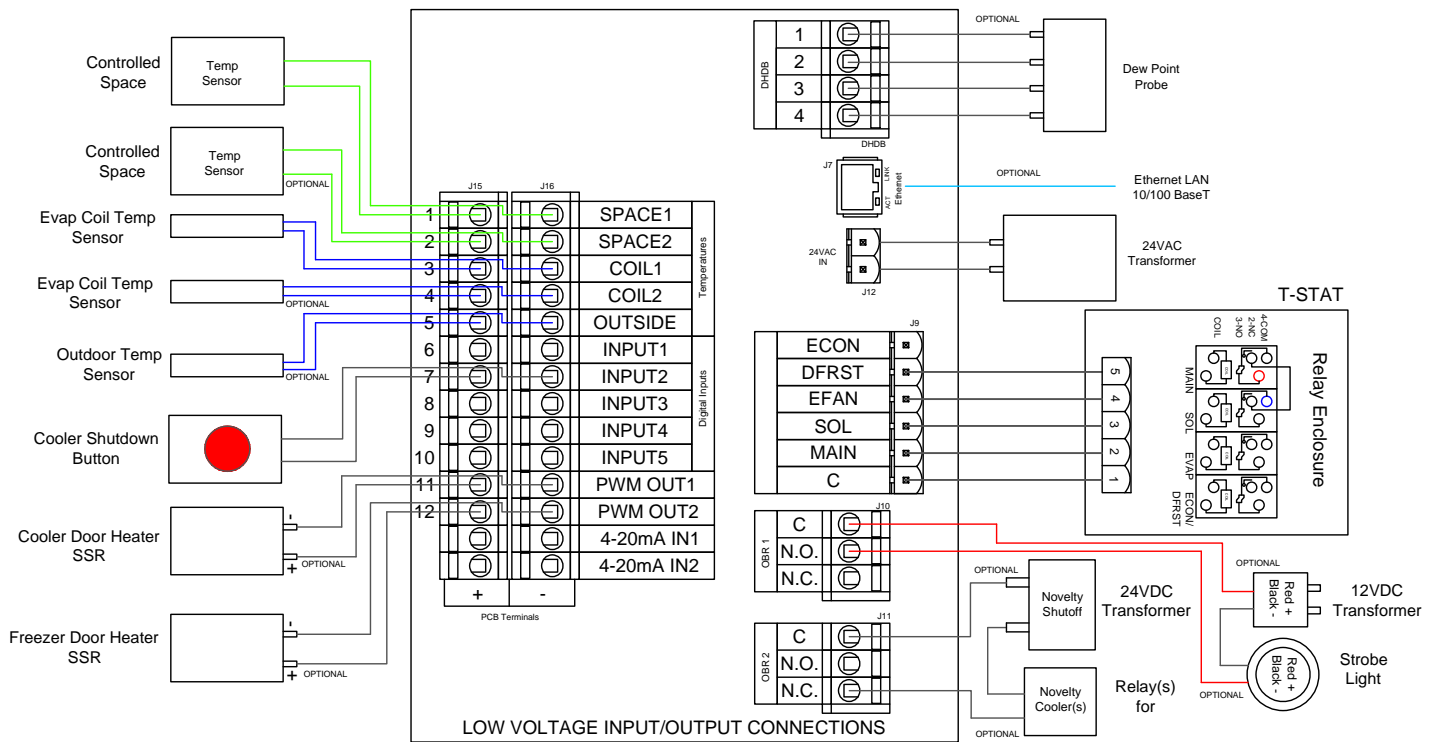 Controlled
Space
Temp
Sensor
Controlled
Space
Temp
Sensor
OPTIONAL
Evap Coil Temp
Sensor
Evap Coil Temp
Sensor
OPTIONAL
Outdoor Temp
Sensor
OPTIONAL
Cooler Shutdown
Button
Cooler Door Heater
SSR
-
+
OPTIONAL
Freezer Door Heater
SSR
-
+
OPTIONAL
J15
J16
1
SPACE1
2
SPACE2
3
COIL1
4
COIL2
5
OUTSIDE
Temperatures
6
INPUT1
7
INPUT2
8
INPUT3
9
INPUT4
10
INPUT5
Digital Inputs
11
PWM OUT1
12
PWM OUT2
4-20mA IN1
4-20mA IN2
+
-
PCB Terminals
LOW VOLTAGE INPUT/OUTPUT CONNECTIONS
DHDB
1
2
3
4
DHDB
OPTIONAL
Dew Point
Probe
J7
LINK
ACT
Ethernet
OPTIONAL
Ethernet LAN
10/100 BaseT
24VAC
IN
J12
24VAC
Transformer
J9
ECON
DFRST
EFAN
SOL
MAIN
C
5
4
3
2
1
T-STAT
Relay Enclosure
4-COM
2-NC
3-NO
COIL
COIL
COIL
COIL
COIL
MAIN
SOL
EVAP
ECON/
DFRST
J10
OBR 1
C
N.O.
N.C.
J11
OBR 2
C
N.O.
N.C.
OPTIONAL
Novelty
Shutoff
24VDC
Transformer
Novelty
Cooler(s)
OPTIONAL
Relay(s)
for
OPTIONAL
Red +
Black -
12VDC
Transformer
Red +
Black -
OPTIONAL
Strobe
Light